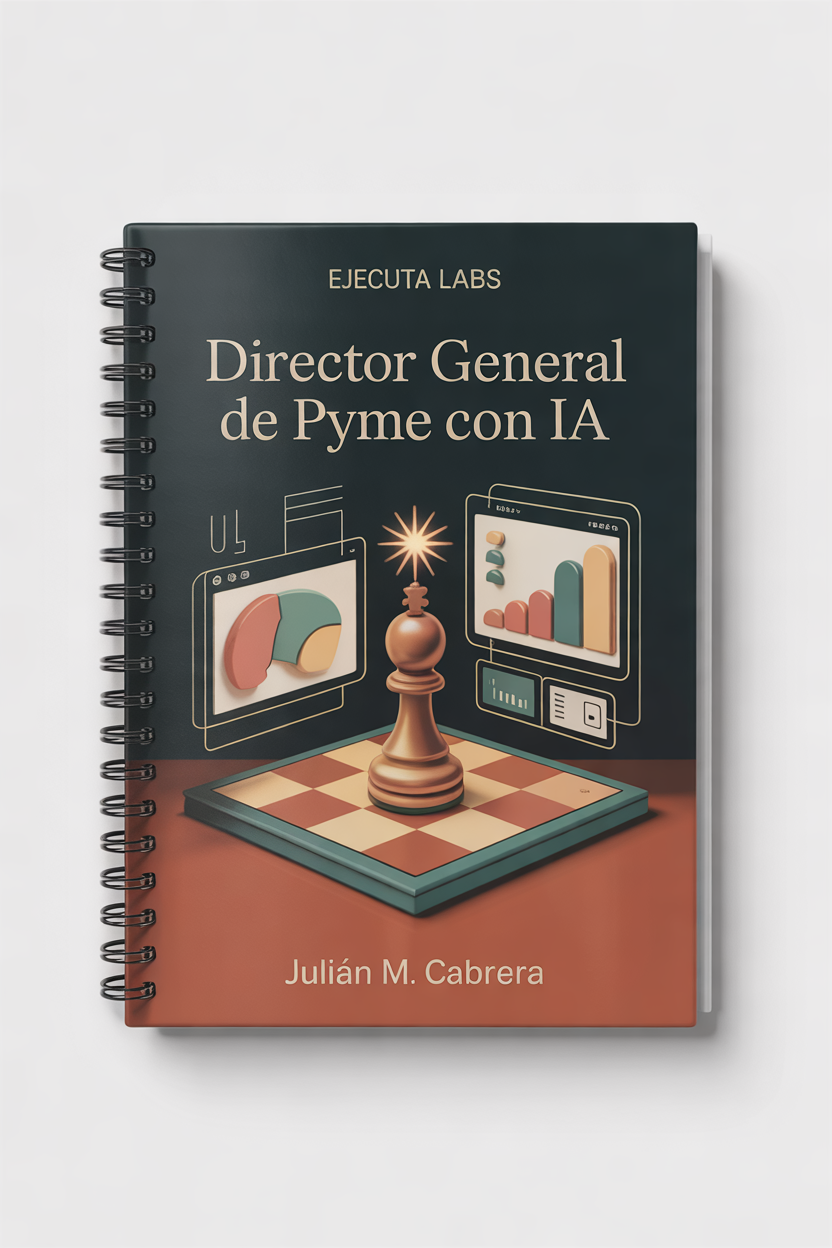 EJECUTA LABS
Director General
de Pyme con IA
Julián M. Cabrera